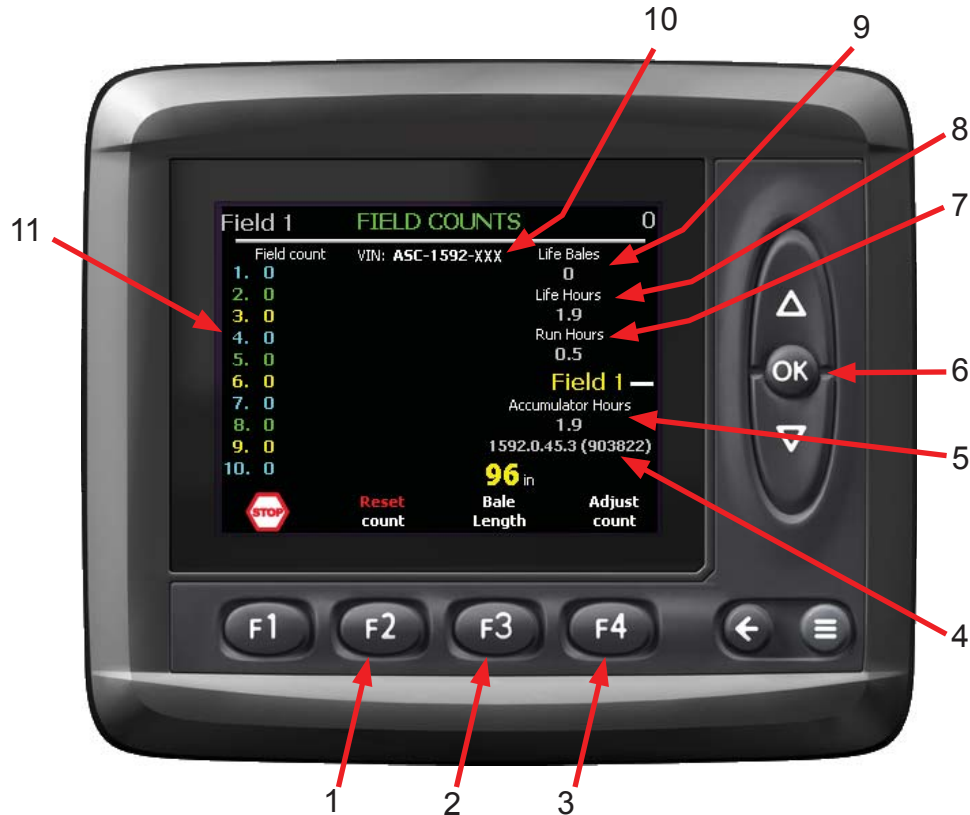 10
9
8
7
11
Field 1 FIELD COUNTS 0
Field count VIN: ASC-1592-XXX Life Bales
1. 0 0
2. 0 Life Hours
3. 0 1.9
4. 0 Run Hours
5. 0 0.5
6. 0 Field 1
7. 0 Accumulator Hours
8. 0 1.9
9. 0 1592.0.45.3 (903822)
10. 0 96 in
STOP Reset count Bale Length Adjust count
OK
6
5
4
F1 F2 F3 F4
1 2 3